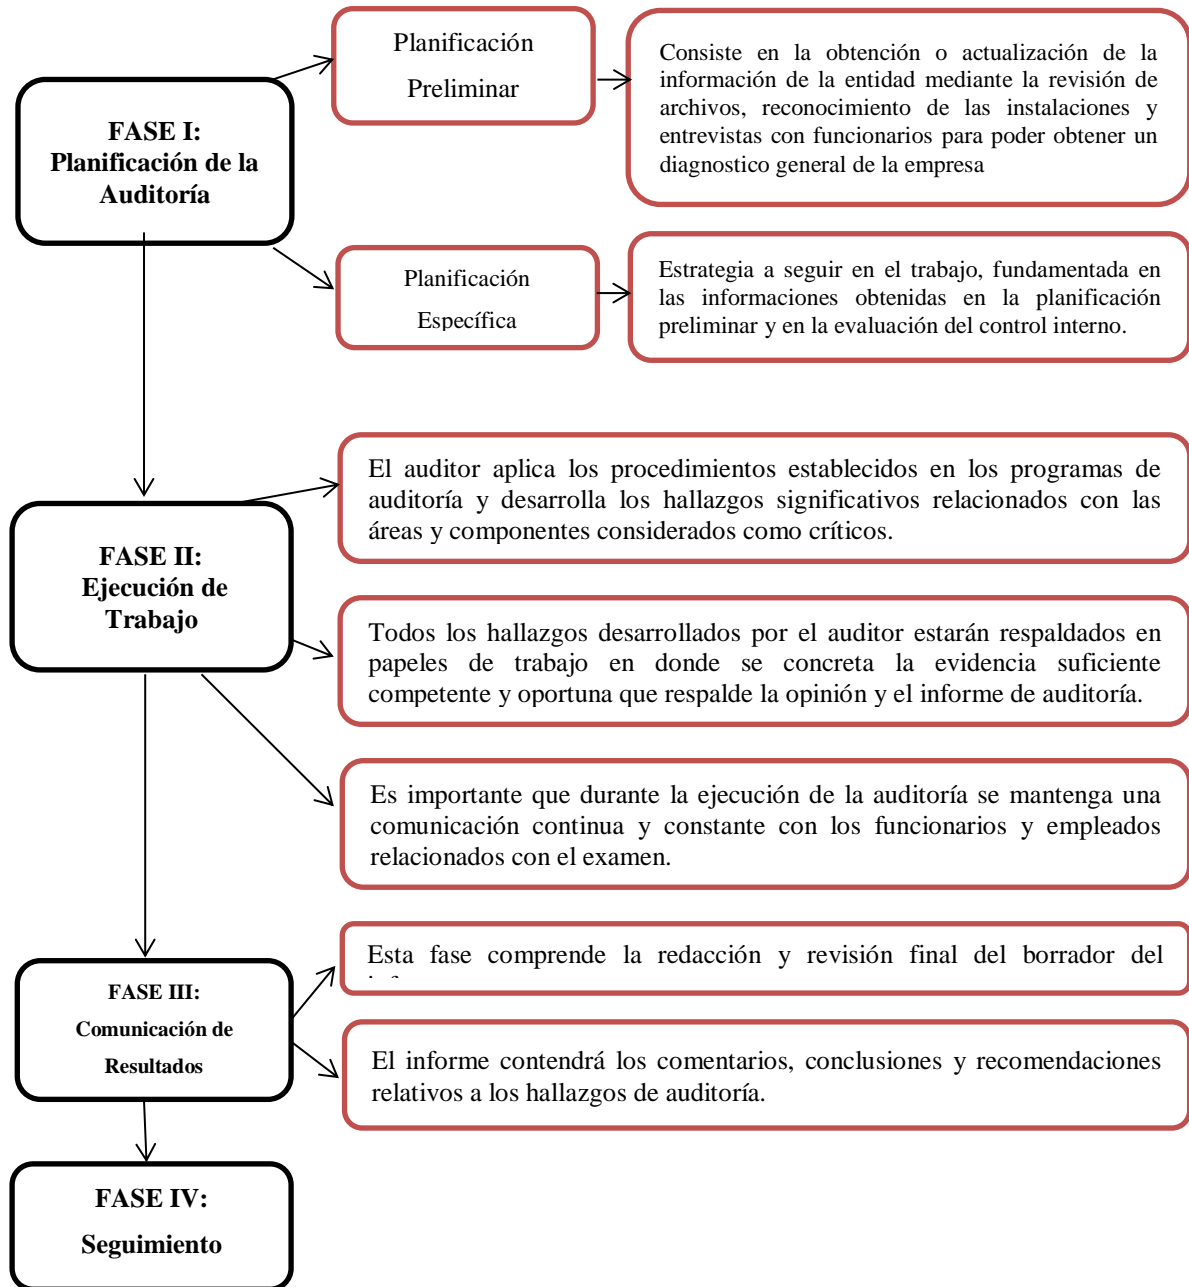 Planificación
Preliminar
Consiste en la obtención o actualización de la
información de la entidad mediante la revisión de
archivos, reconocimiento de las instalaciones y
entrevistas con funcionarios para poder obtener un
diagnostico general de la empresa
FASE I:
Planificación de la
Auditoría
Planificación
Específica
Estrategia a seguir en el trabajo, fundamentada en
las informaciones obtenidas en la planificación
preliminar y en la evaluación del control interno.
El auditor aplica los procedimientos establecidos en los programas de
auditoría y desarrolla los hallazgos significativos relacionados con las
áreas y componentes considerados como críticos.
FASE II:
Ejecución de
Trabajo
Todos los hallazgos desarrollados por el auditor estarán respaldados en
papeles de trabajo en donde se concreta la evidencia suficiente
competente y oportuna que respalde la opinión y el informe de auditoría.
Es importante que durante la ejecución de la auditoría se mantenga una
comunicación continua y constante con los funcionarios y empleados
relacionados con el examen.
Esta fase comprende la redacción y revisión final del borrador del
FASE III:
Comunicación de
Resultados
El informe contendrá los comentarios, conclusiones y recomendaciones
relativos a los hallazgos de auditoría.
FASE IV:
Seguimiento